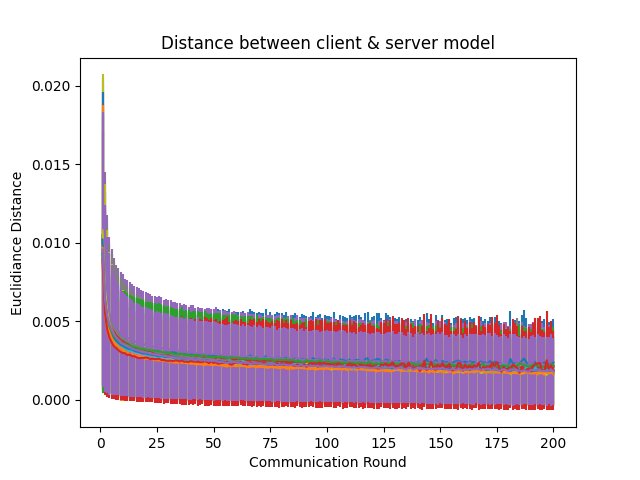 Distance between client & server model
0.020
0.015
0.010
0.005
0.000
Euclidiance Distance
0 25 50 75 100 125 150 175 200
Communication Round